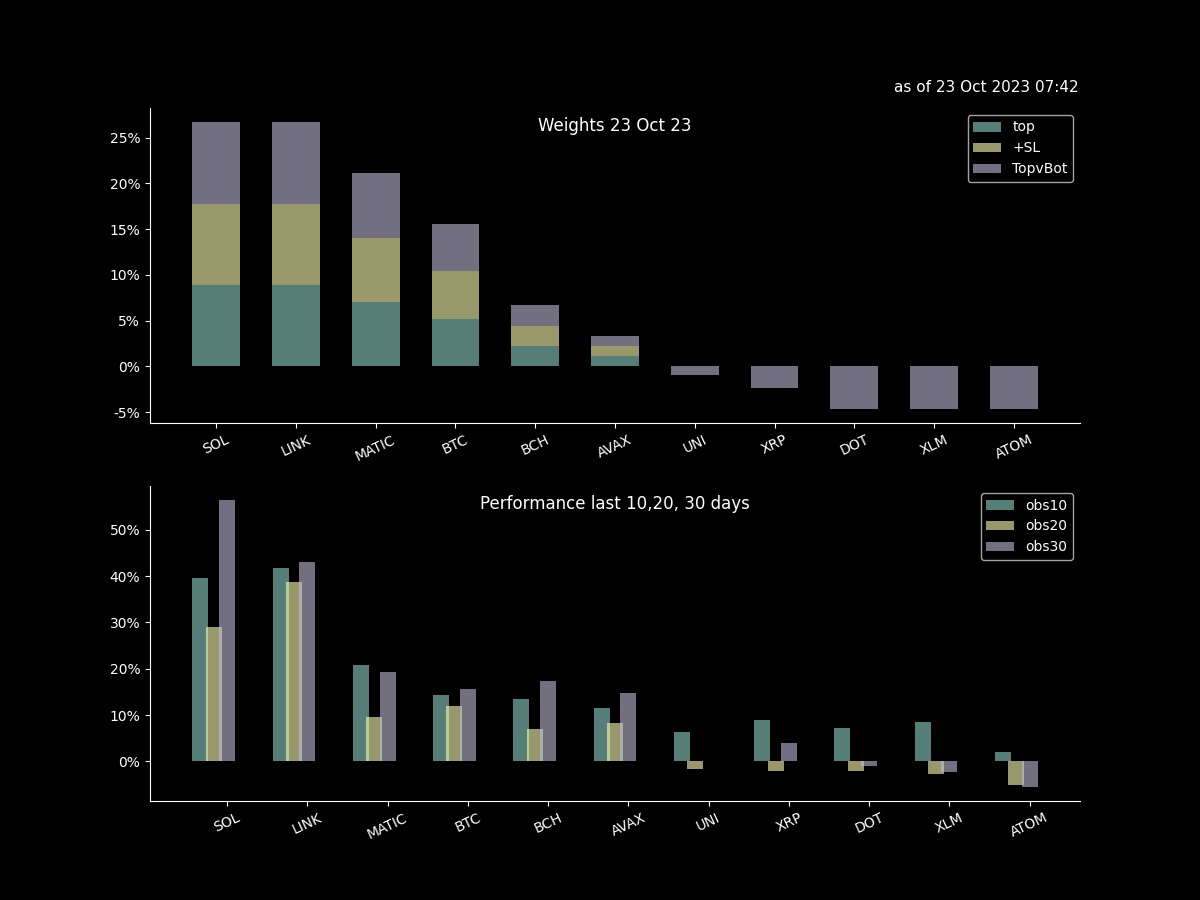 as of 23 Oct 2023 07:42
Weights 23 Oct 23
top
+SL
TopvBot
25%
20%
15%
10%
5%
0%
-5%
SOL LINK MATIC BTC BCH AVAX UNI XRP DOT XLM ATOM
Performance last 10,20, 30 days
obs10
obs20
obs30
50%
40%
30%
20%
10%
0%
SOL LINK MATIC BTC BCH AVAX UNI XRP DOT XLM ATOM